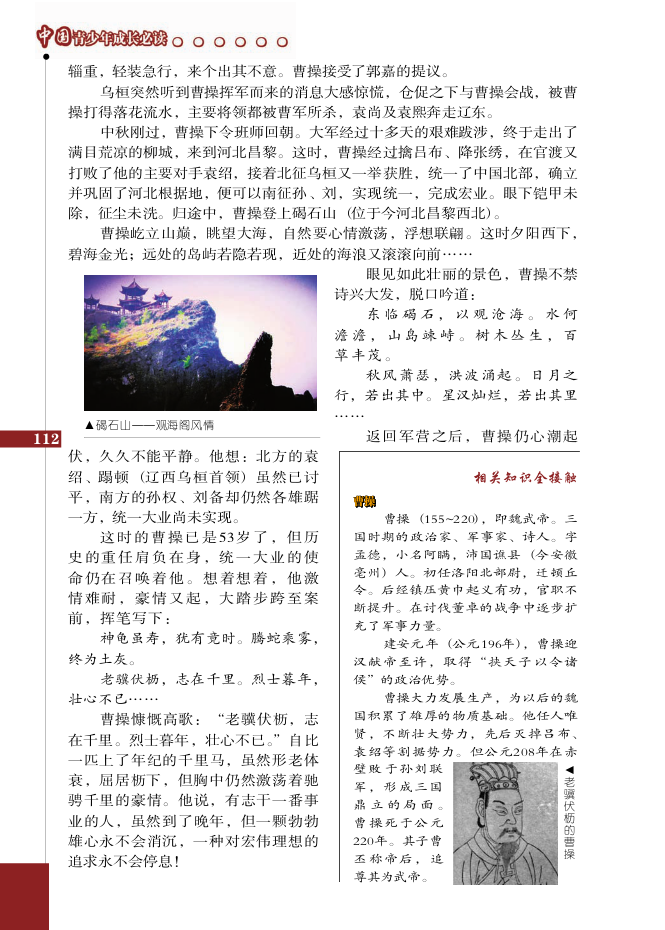 中国青少年成长必读
辎重，轻装急行，来个出其不意。曹操接受了郭嘉的提议。
乌桓突然听到曹操挥军而来的消息大感惊慌，仓促之下与曹操会战，被曹
操打得落花流水，主要将领都被曹军所杀，袁尚及袁熙奔走辽东。
中秋刚过，曹操下令班师回朝。大军经过十多天的艰难跋涉，终于走出了
满目荒凉的柳城，来到河北昌黎。这时，曹操经过擒吕布、降张绣，在官渡又
打败了他的主要对手袁绍，接着北征乌桓又一举获胜，统一了中国北部，确立
并巩固了河北根据地，便可以南征孙、刘，实现统一，完成宏业。眼下铠甲未
除，征尘未洗。归途中，曹操登上碣石山（位于今河北昌黎西北）。
曹操屹立山巅，眺望大海，自然要心情激荡，浮想联翩。这时夕阳西下，
碧海金光；远处的岛屿若隐若现，近处的海浪又滚滚向前……
眼见如此壮丽的景色，曹操不禁
诗兴大发，脱口吟道：
东临碣石，以观沧海。水何
澹澹，山岛竦峙。树木丛生，百
草丰茂。
秋风萧瑟，洪波涌起。日月之
行，若出其中。星汉灿烂，若出其里
……
返回军营之后，曹操仍心潮起
▲碣石山——观海阁风情
112
伏，久久不能平静。他想：北方的袁
绍、蹋顿（辽西乌桓首领）虽然已讨
平，南方的孙权、刘备却仍然各雄踞
一方，统一大业尚未实现。
这时的曹操已是53岁了，但历
史的重任肩负在身，统一大业的使
命仍在召唤着他。想着想着，他激
情难耐，豪情又起，大踏步跨至案
前，挥笔写下：
神龟虽寿，犹有竟时。腾蛇乘雾，
终为土灰。
老骥伏枥，志在千里。烈士暮年，
壮心不已……
曹操慷慨高歌：“老骥伏枥，志
在千里。烈士暮年，壮心不已。”自比
一匹上了年纪的千里马，虽然形老体
衰，屈居枥下，但胸中仍然激荡着驰
骋千里的豪情。他说，有志干一番事
业的人，虽然到了晚年，但一颗勃勃
雄心永不会消沉，一种对宏伟理想的
追求永不会停息！
相关知识全接触
曹操
曹操（155~220），即魏武帝。三
国时期的政治家、军事家、诗人。字
孟德，小名阿瞒，沛国谯县（今安徽
亳州）人。初任洛阳北部尉，迁顿丘
令。后经镇压黄巾起义有功，官职不
断提升。在讨伐董卓的战争中逐步扩
充了军事力量。
建安元年（公元196年），曹操迎
汉献帝至许，取得“挟天子以令诸
侯”的政治优势。
曹操大力发展生产，为以后的魏
国积累了雄厚的物质基础。他任人唯
贤，不断壮大势力，先后灭掉吕布、
袁绍等割据势力。但公元208年在赤
壁败于孙刘联
军，形成三国
鼎立的局面。
曹操死于公元
220年。其子曹
丕称帝后，追
尊其为武帝。
▲老骥伏枥的曹操